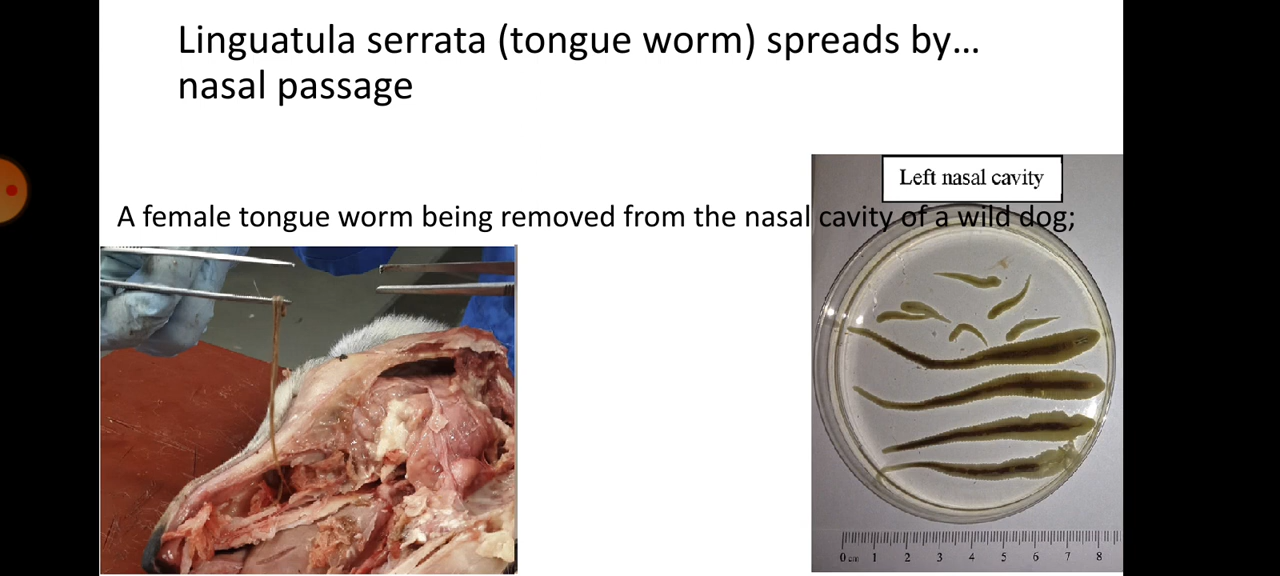 Linguatula serrata (tongue worm) spreads by…
nasal passage
Left nasal cavity
A female tongue worm being removed from the nasal cavity of a wild dog;
0 cm 1 2 3 4 5 6 7 8